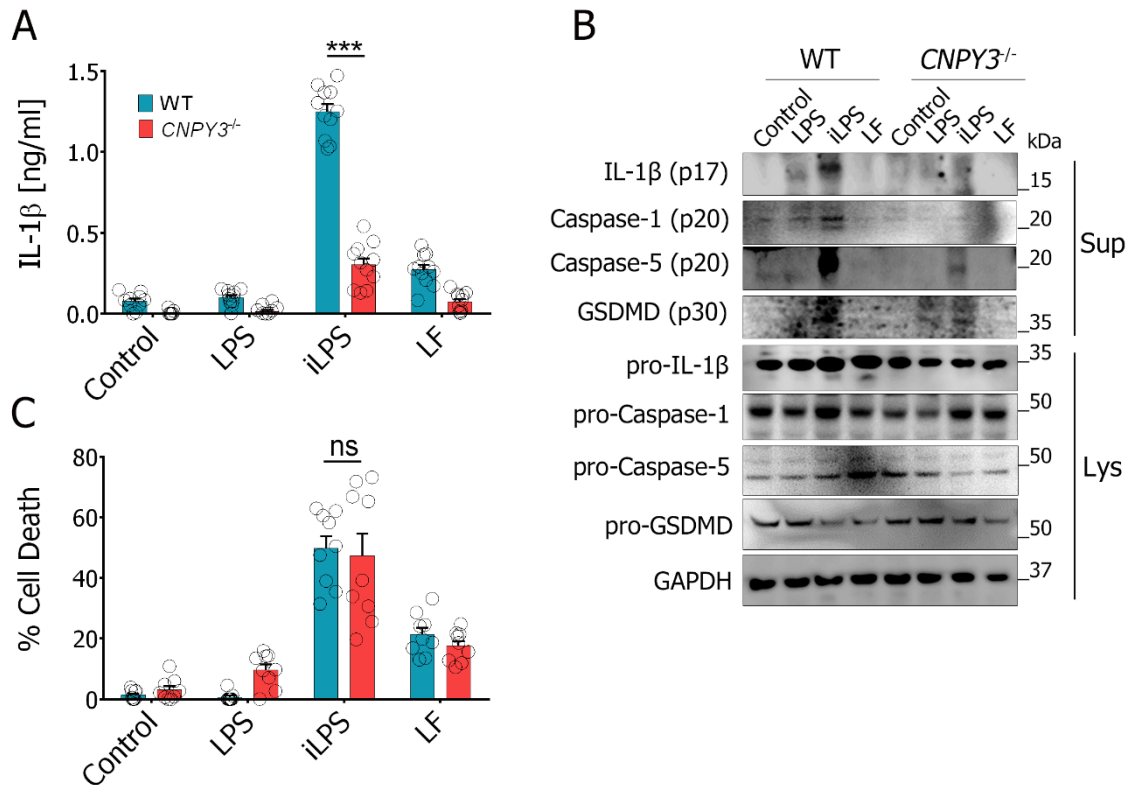 A
***
1.5
1.0
0.5
0.0
IL-1β [ng/ml]
WT
CNPY3-/-
Control
LPS
iLPS
LF
B
WT
CNPY3-/-
Control
LPS
iLPS
LF
Control
LPS
iLPS
LF
kDa
IL-1β (p17)
15
Caspase-1 (p20)
20
Caspase-5 (p20)
20
GSDMD (p30)
35
Sup
pro-IL-1β
35
pro-Caspase-1
50
pro-Caspase-5
50
pro-GSDMD
50
GAPDH
37
Lys
C
ns
80
60
40
20
0
% Cell Death
Control
LPS
iLPS
LF